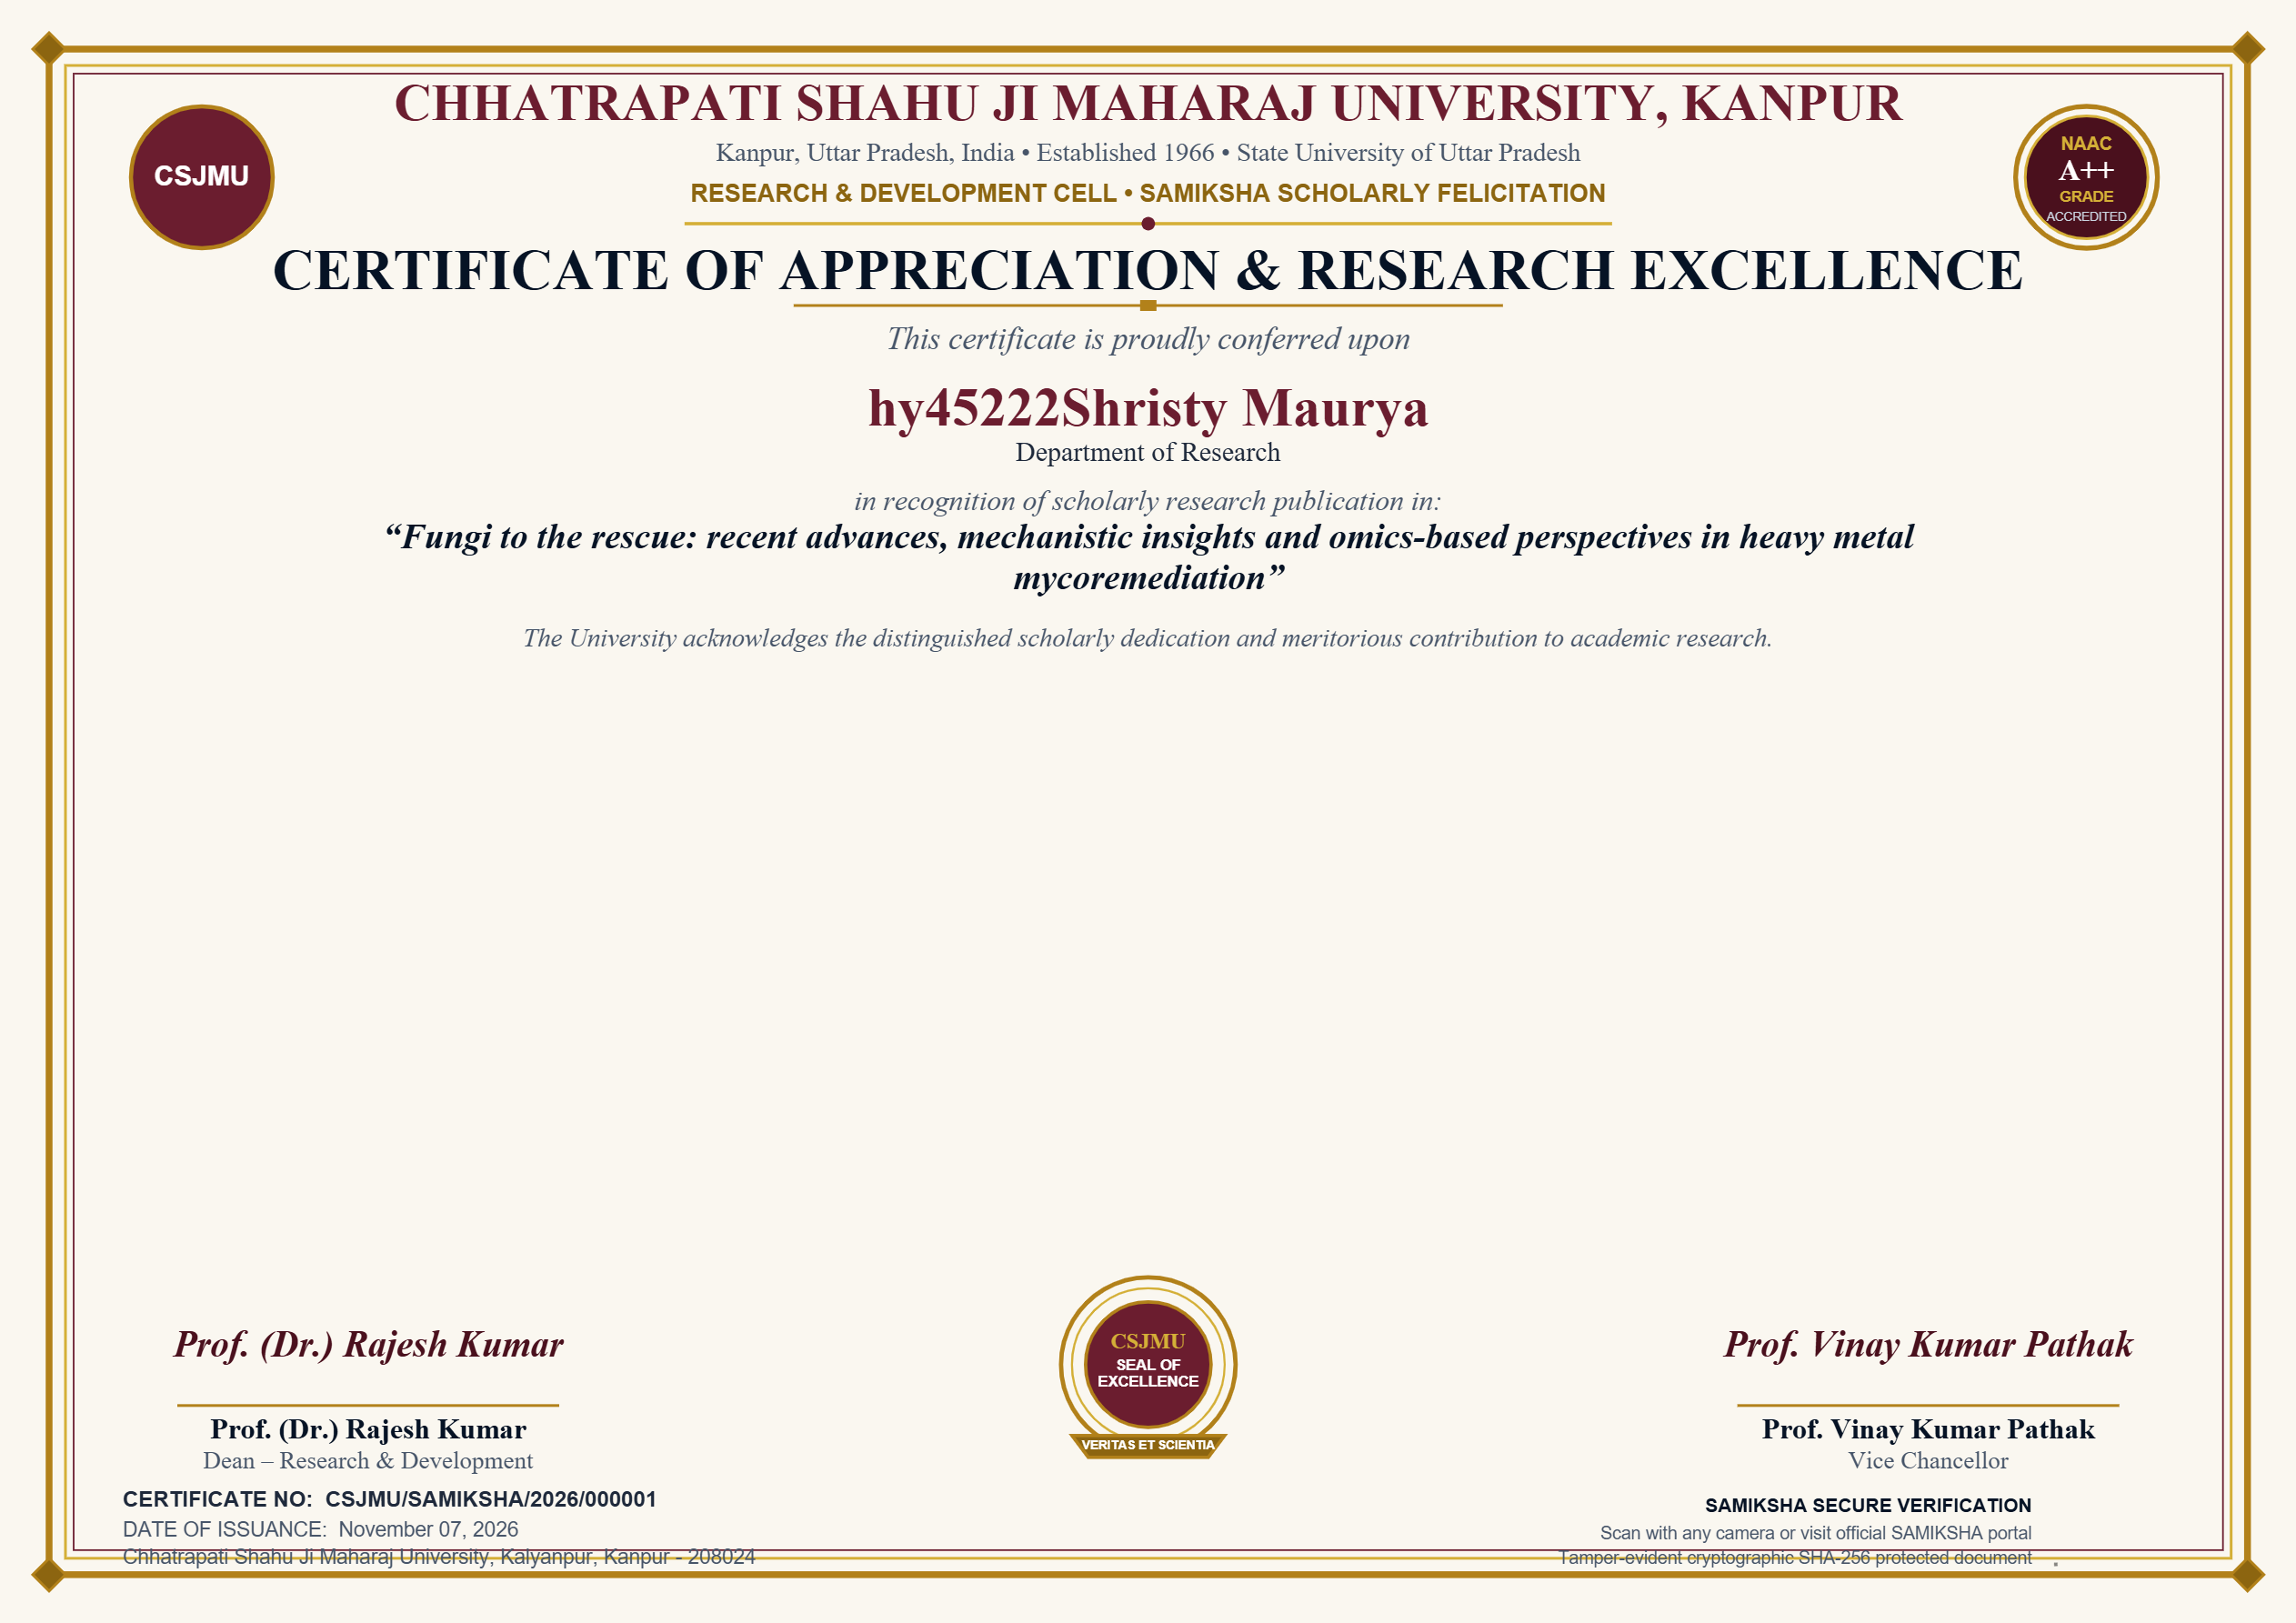 CHHATRAPATI SHAHU JI MAHARAJ UNIVERSITY, KANPUR
Kanpur, Uttar Pradesh, India • Established 1966 • State University of Uttar Pradesh
RESEARCH & DEVELOPMENT CELL • SAMIKSHA SCHOLARLY FELICITATION
CSJMU
NAAC
A++
GRADE
ACCREDITED
CERTIFICATE OF APPRECIATION & RESEARCH EXCELLENCE
This certificate is proudly conferred upon
hy45222Shristy Maurya
Department of Research
in recognition of scholarly research publication in:
“Fungi to the rescue: recent advances, mechanistic insights and omics-based perspectives in heavy metal
mycoremediation”
The University acknowledges the distinguished scholarly dedication and meritorious contribution to academic research.
Prof. (Dr.) Rajesh Kumar
Prof. (Dr.) Rajesh Kumar
Dean – Research & Development
CSJMU
SEAL OF
EXCELLENCE
VERITAS ET SCIENTIA
Prof. Vinay Kumar Pathak
Prof. Vinay Kumar Pathak
Vice Chancellor
CERTIFICATE NO: CSJMU/SAMIKSHA/2026/000001
DATE OF ISSUANCE: November 07, 2026
Chhatrapati Shahu Ji Maharaj University, Kalyanpur, Kanpur - 208024
SAMIKSHA SECURE VERIFICATION
Scan with any camera or visit official SAMIKSHA portal
Tamper-evident cryptographic SHA-256 protected document